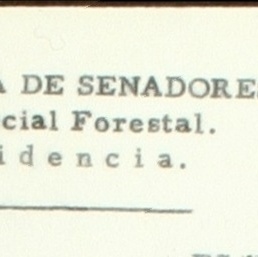 A DE SENADORES
cial Forestal.
idencia.